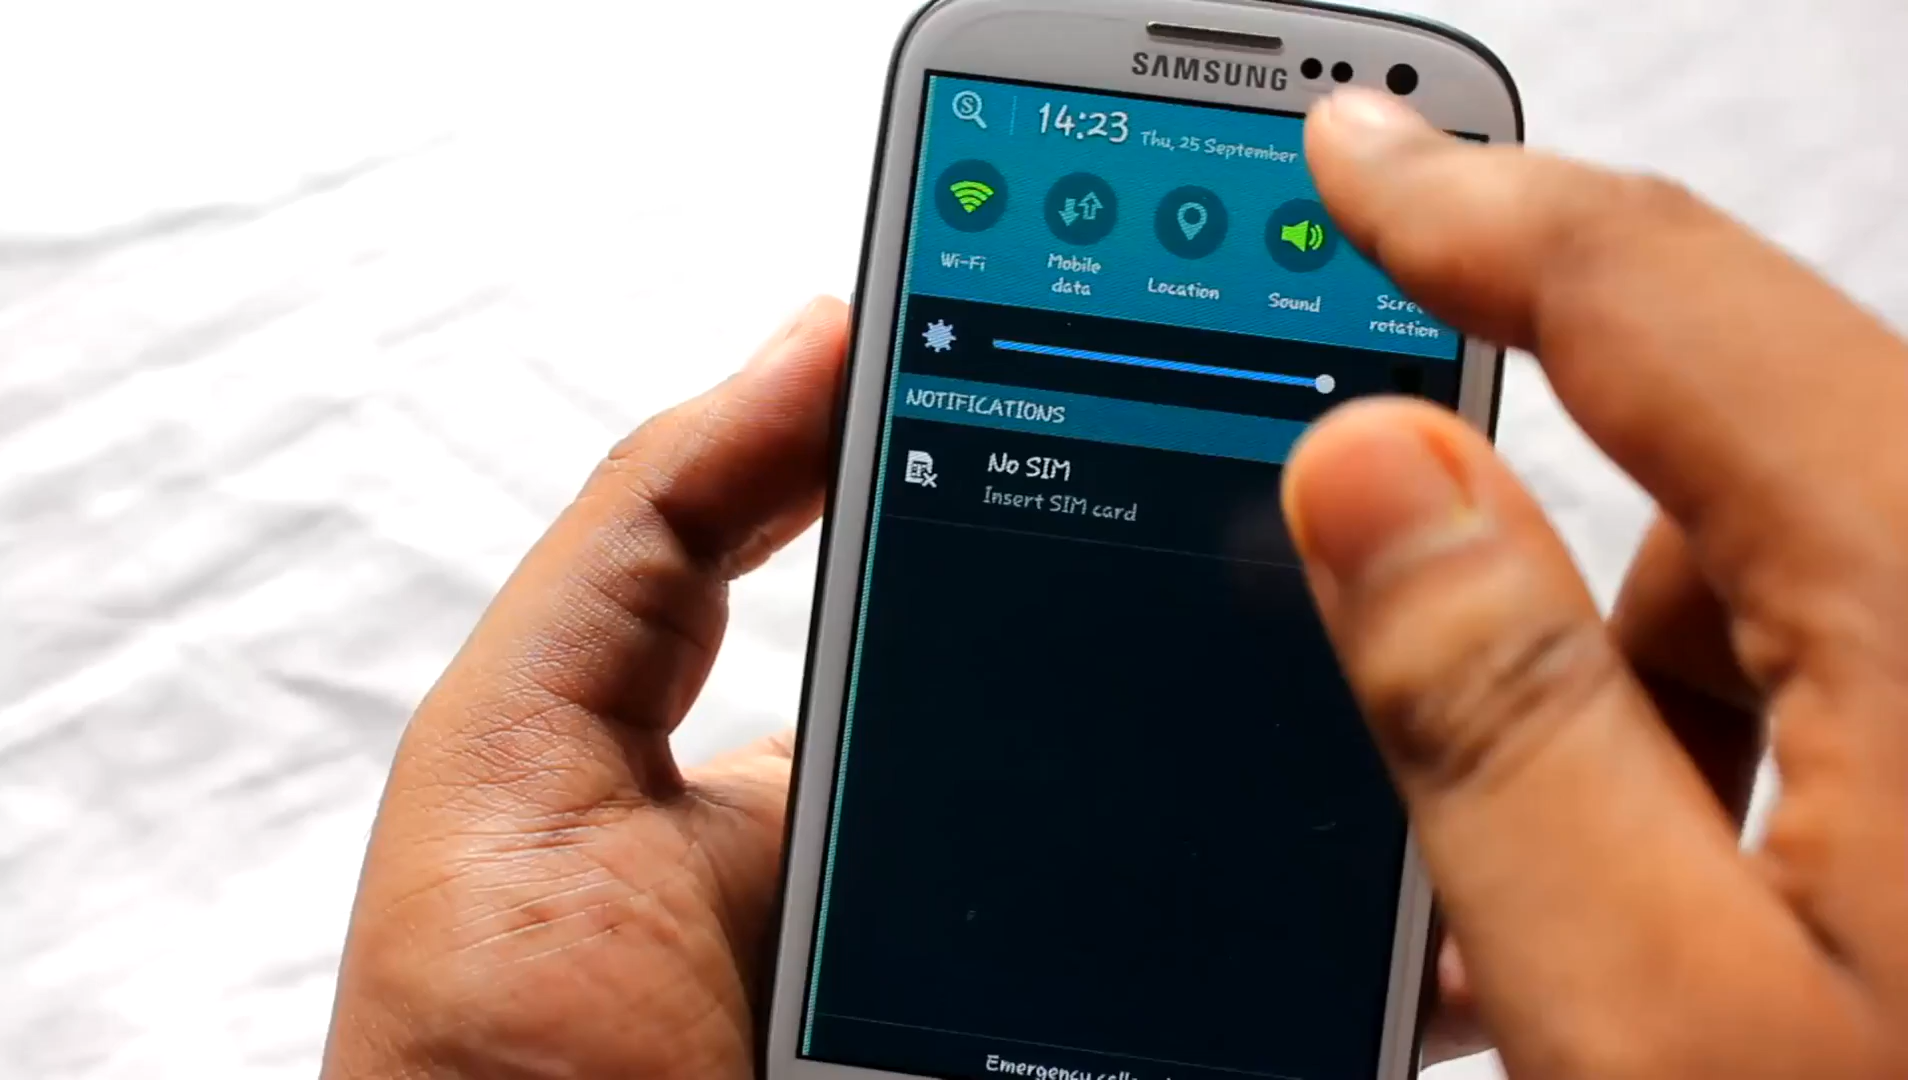 SAMSUNG
14:23 Thu, 25 September
Wi-Fi
Mobile
data
Location
Sound
rotation
NOTIFICATIONS
No SIM
Insert SIM card
Emergency